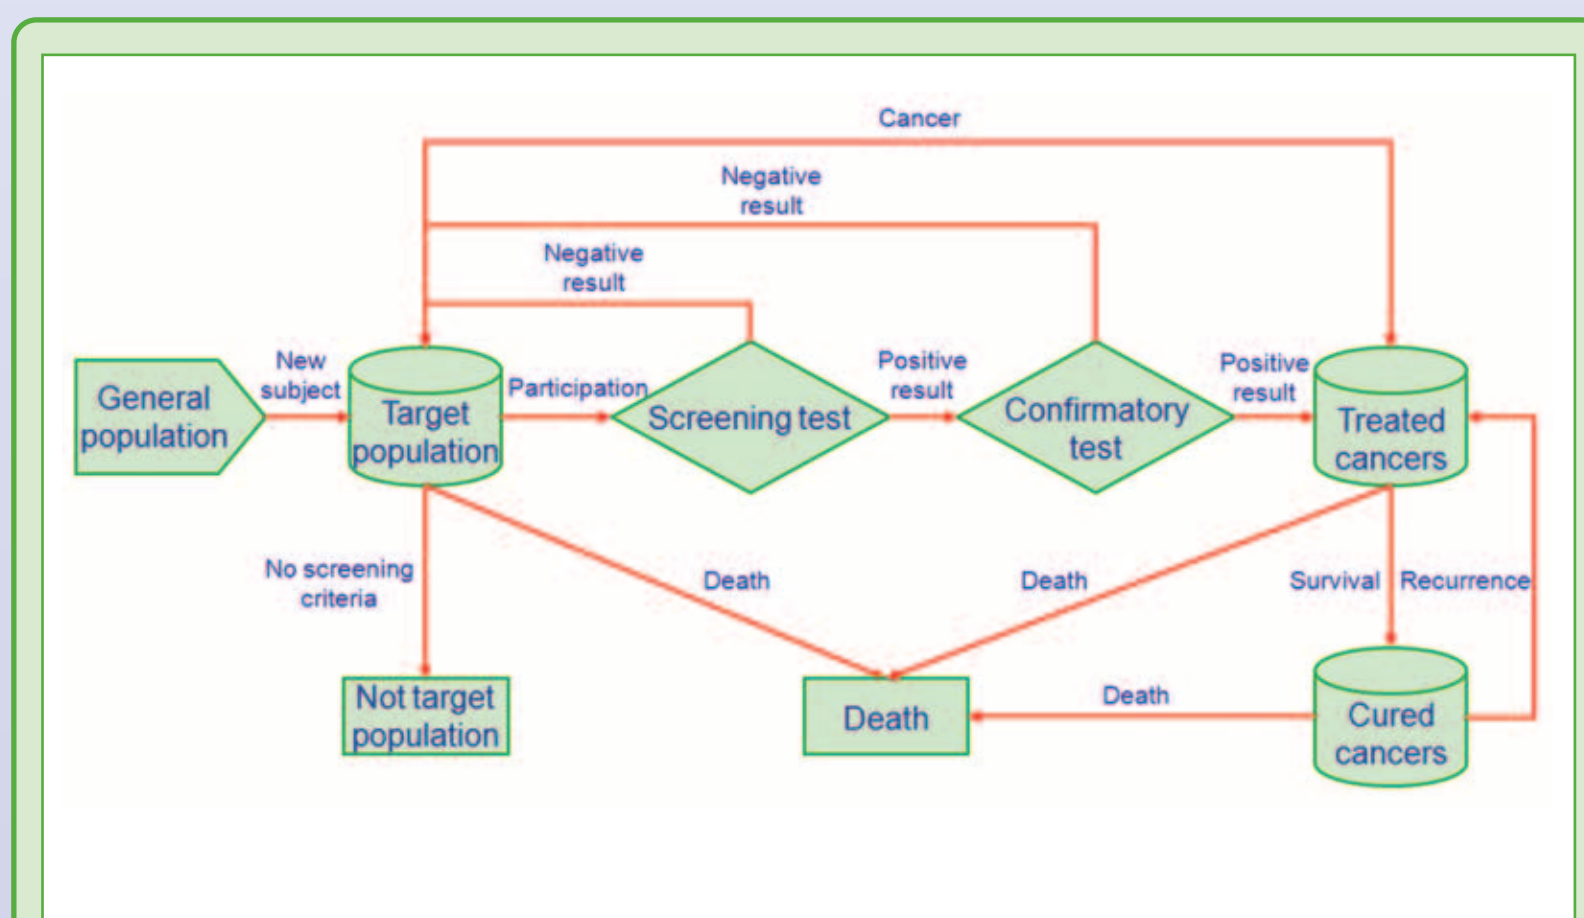 Cancer
Negative
result
Negative
result
General
population
New
subject
Target
population
Participation
Screening test
Positive
result
Confirmatory
test
Positive
result
Treated
cancers
No screening
criteria
Death
Death
Survival
Recurrence
Not target
population
Death
Death
Cured
cancers